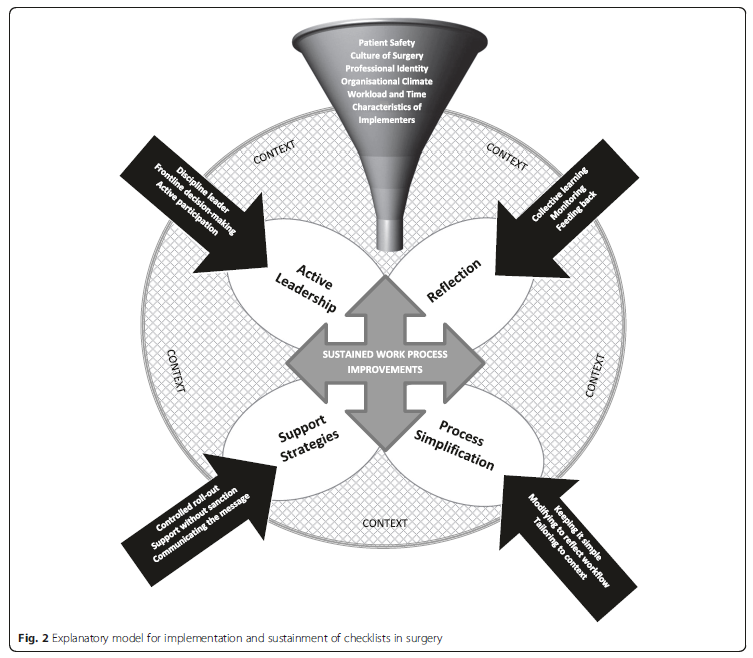 Patient Safety
Culture of Surgery
Professional Identity
Organisational Climate
Workload and Time
Characteristics of
Implementers
CONTEXT
CONTEXT
Discipline leader
Frontline decision-making
Active participation
Collective learning
Monitoring
Feeding back
Active
Leadership
Reflection
SUSTAINED WORK PROCESS
IMPROVEMENTS
CONTEXT
CONTEXT
Support
Strategies
Process
Simplification
Controlled roll-out
Support without sanction
Communicating the message
Keeping it simple
Modifying to reflect workflow
Tailoring to context
CONTEXT
Fig. 2 Explanatory model for implementation and sustainment of checklists in surgery